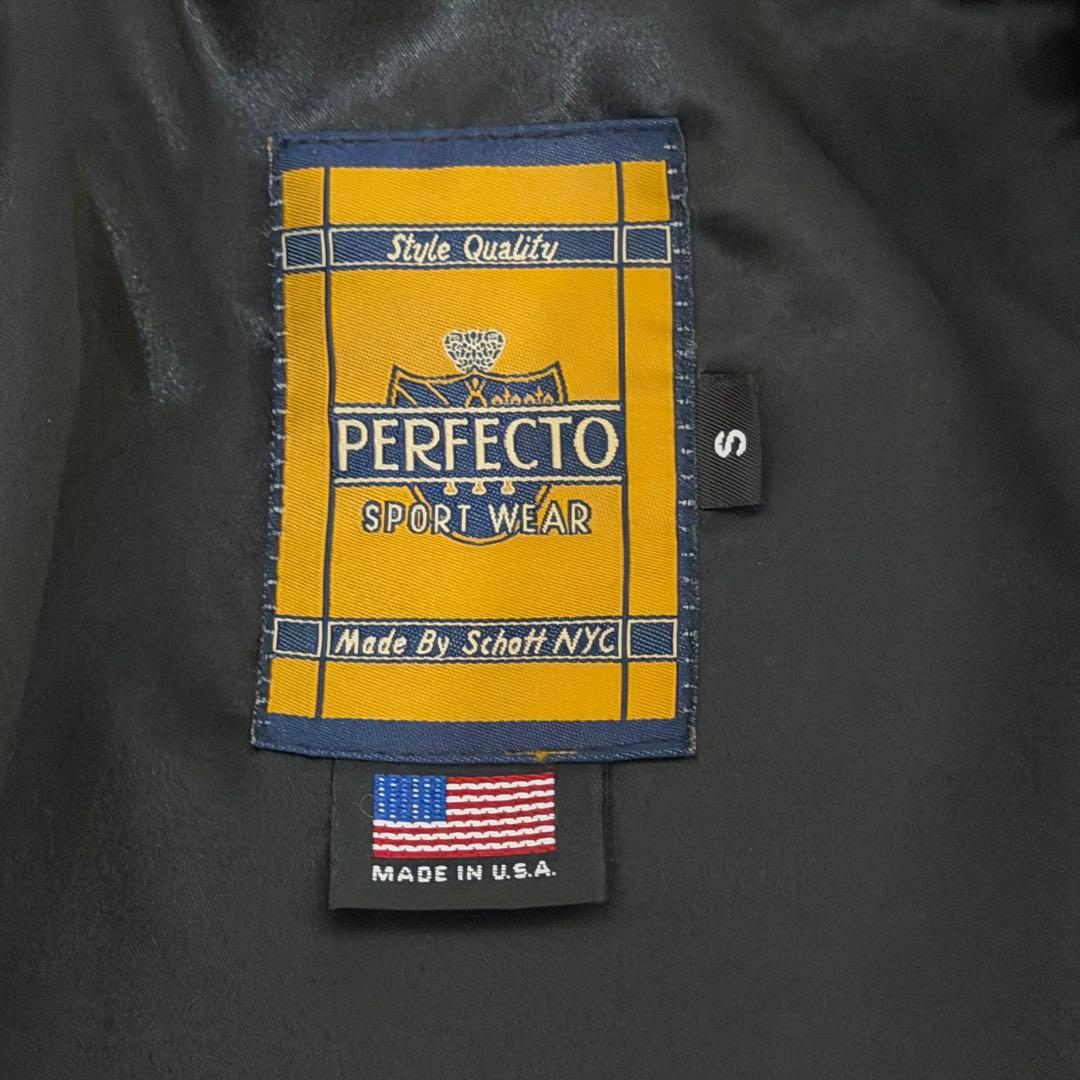 Style Quality
PERFECTO
SPORT WEAR
Made By Schott NYC
S
MADE IN U.S.A.